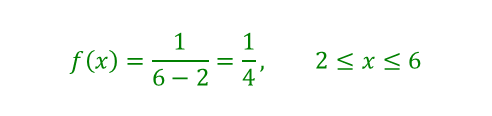 f(x) = 1/(6 − 2) = 1/4, 2 ≤ x ≤ 6